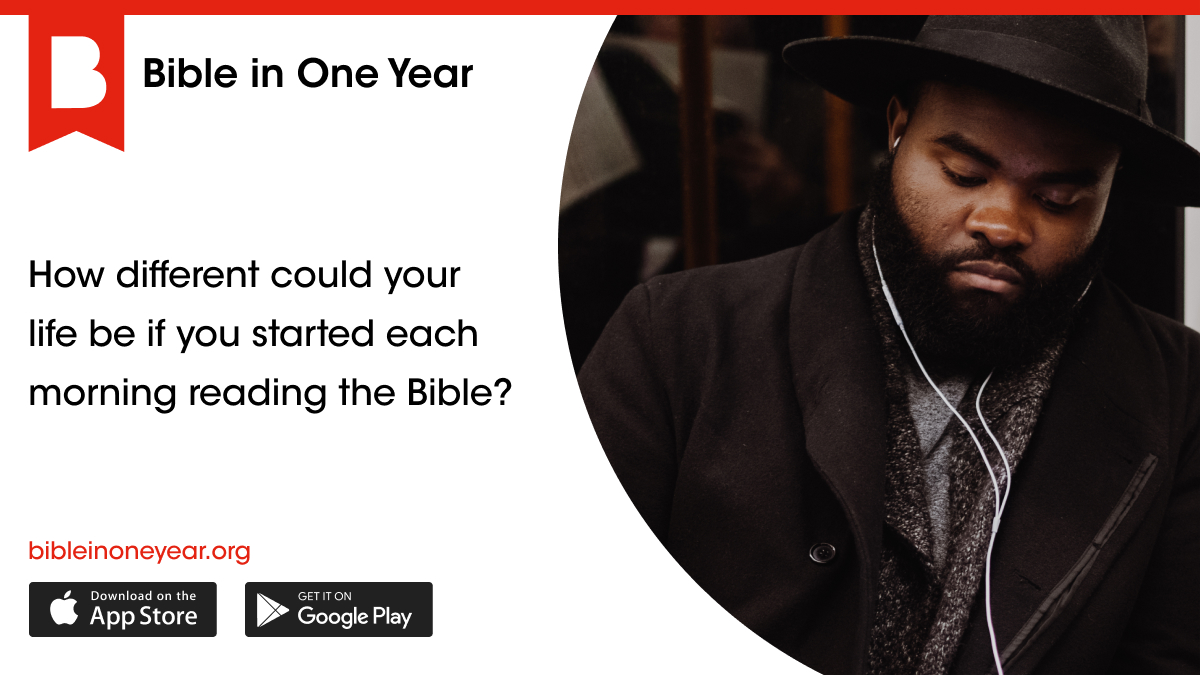 B
Bible in One Year
How different could your
life be if you started each
morning reading the Bible?
bibleinoneyear.org
Download on the
App Store
GET IT ON
Google Play